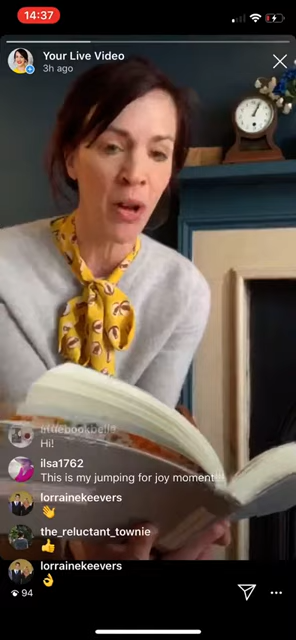 14:37
Your Live Video
3h ago
littlebookbelle
Hi!
ilsa1762
This is my jumping for joy moment!!!
lorrainekeevers
👋
the_reluctant_townie
👍
lorrainekeevers
👌
94